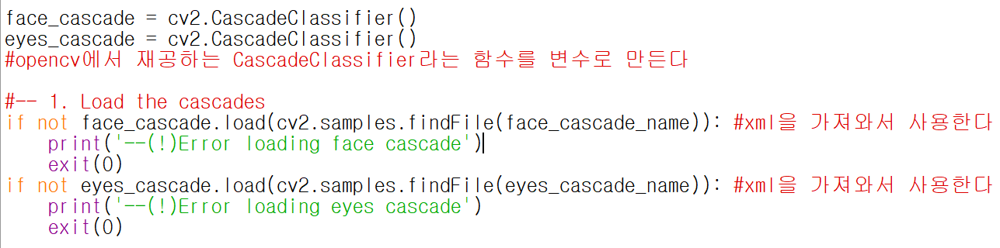 face_cascade = cv2.CascadeClassifier()
eyes_cascade = cv2.CascadeClassifier()
#opencv에서 재공하는 CascadeClassifier라는 함수를 변수로 만든다
#-- 1. Load the cascades
if not face_cascade.load(cv2.samples.findFile(face_cascade_name)): #xml을 가져와서 사용한다
    print('--(!)Error loading face cascade')
    exit(0)
if not eyes_cascade.load(cv2.samples.findFile(eyes_cascade_name)): #xml을 가져와서 사용한다
    print('--(!)Error loading eyes cascade')
    exit(0)